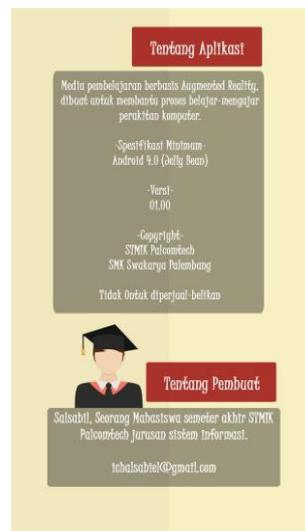 Tentang Aplikasi
Media pembelajaran berbasis Augmented Reality,
dibuat untuk membantu proses belajar-mengajar
perakitan komputer.
-Spesifikasi Minimum-
Android 4.0 (Jelly Bean)
-Versi-
01.00
-Copyright-
STMIK Palcomtech
SMK Swakarya Palembang
Tidak Untuk diperjual-belikan
Tentang Pembuat
Salsabil, Seorang Mahasiswa semeter akhir STMIK
Palcomtech jurusan sistem informasi.
ichalsabiel@gmail.com